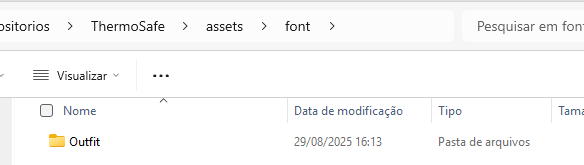 ositorios > ThermoSafe > assets > font > Pesquisar em fon
Visualizar
Nome Data de modificação Tipo Tama
Outfit 29/08/2025 16:13 Pasta de arquivos